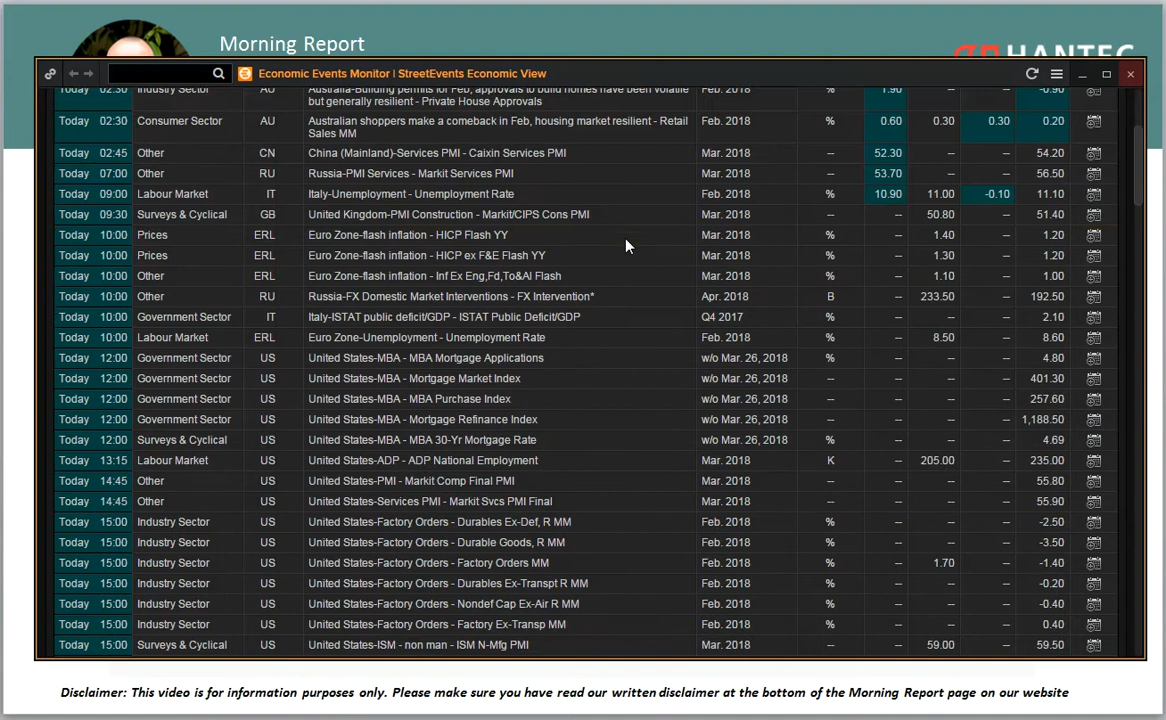 Morning Report
HANTEC
Economic Events Monitor | StreetEvents Economic View
Today 02:30 Industry Sector AU Australia-Building permits for Feb, approvals to build homes have been volatile Feb. 2018 % 1.90 -- -- -0.90
but generally resilient - Private House Approvals
Today 02:30 Consumer Sector AU Australian shoppers make a comeback in Feb, housing market resilient - Retail Feb. 2018 % 0.60 0.30 0.30 0.20
Sales MM
Today 02:45 Other CN China (Mainland)-Services PMI - Caixin Services PMI Mar. 2018 -- 52.30 -- -- 54.20
Today 07:00 Other RU Russia-PMI Services - Markit Services PMI Mar. 2018 -- 53.70 -- -- 56.50
Today 09:00 Labour Market IT Italy-Unemployment - Unemployment Rate Feb. 2018 % 10.90 11.00 -0.10 11.10
Today 09:30 Surveys & Cyclical GB United Kingdom-PMI Construction - Markit/CIPS Cons PMI Mar. 2018 -- -- 50.80 -- 51.40
Today 10:00 Prices ERL Euro Zone-flash inflation - HICP Flash YY Mar. 2018 % -- 1.40 -- 1.20
Today 10:00 Prices ERL Euro Zone-flash inflation - HICP ex F&E Flash YY Mar. 2018 % -- 1.30 -- 1.20
Today 10:00 Other ERL Euro Zone-flash inflation - Inf Ex Eng,Fd,To&Al Flash Mar. 2018 % -- 1.10 -- 1.00
Today 10:00 Other RU Russia-FX Domestic Market Interventions - FX Intervention* Apr. 2018 B -- 233.50 -- 192.50
Today 10:00 Government Sector IT Italy-ISTAT public deficit/GDP - ISTAT Public Deficit/GDP Q4 2017 % -- -- -- 2.10
Today 10:00 Labour Market ERL Euro Zone-Unemployment - Unemployment Rate Feb. 2018 % -- 8.50 -- 8.60
Today 12:00 Government Sector US United States-MBA - MBA Mortgage Applications w/o Mar. 26, 2018 % -- -- -- 4.80
Today 12:00 Government Sector US United States-MBA - Mortgage Market Index w/o Mar. 26, 2018 -- -- -- -- 401.30
Today 12:00 Government Sector US United States-MBA - MBA Purchase Index w/o Mar. 26, 2018 -- -- -- -- 257.60
Today 12:00 Government Sector US United States-MBA - Mortgage Refinance Index w/o Mar. 26, 2018 -- -- -- -- 1,188.50
Today 12:00 Surveys & Cyclical US United States-MBA - MBA 30-Yr Mortgage Rate w/o Mar. 26, 2018 % -- -- -- 4.69
Today 13:15 Labour Market US United States-ADP - ADP National Employment Mar. 2018 K -- 205.00 -- 235.00
Today 14:45 Other US United States-PMI - Markit Comp Final PMI Mar. 2018 -- -- -- -- 55.80
Today 14:45 Other US United States-Services PMI - Markit Svcs PMI Final Mar. 2018 -- -- -- -- 55.90
Today 15:00 Industry Sector US United States-Factory Orders - Durables Ex-Def, R MM Feb. 2018 % -- -- -- -2.50
Today 15:00 Industry Sector US United States-Factory Orders - Durable Goods, R MM Feb. 2018 % -- -- -- -3.50
Today 15:00 Industry Sector US United States-Factory Orders - Factory Orders MM Feb. 2018 % -- 1.70 -- -1.40
Today 15:00 Industry Sector US United States-Factory Orders - Durables Ex-Transpt R MM Feb. 2018 % -- -- -- -0.20
Today 15:00 Industry Sector US United States-Factory Orders - Nondef Cap Ex-Air R MM Feb. 2018 % -- -- -- -0.40
Today 15:00 Industry Sector US United States-Factory Orders - Factory Ex-Transp MM Feb. 2018 % -- -- -- 0.40
Today 15:00 Surveys & Cyclical US United States-ISM - non man - ISM N-Mfg PMI Mar. 2018 -- -- 59.00 -- 59.50
Disclaimer: This video is for information purposes only. Please make sure you have read our written disclaimer at the bottom of the Morning Report page on our website